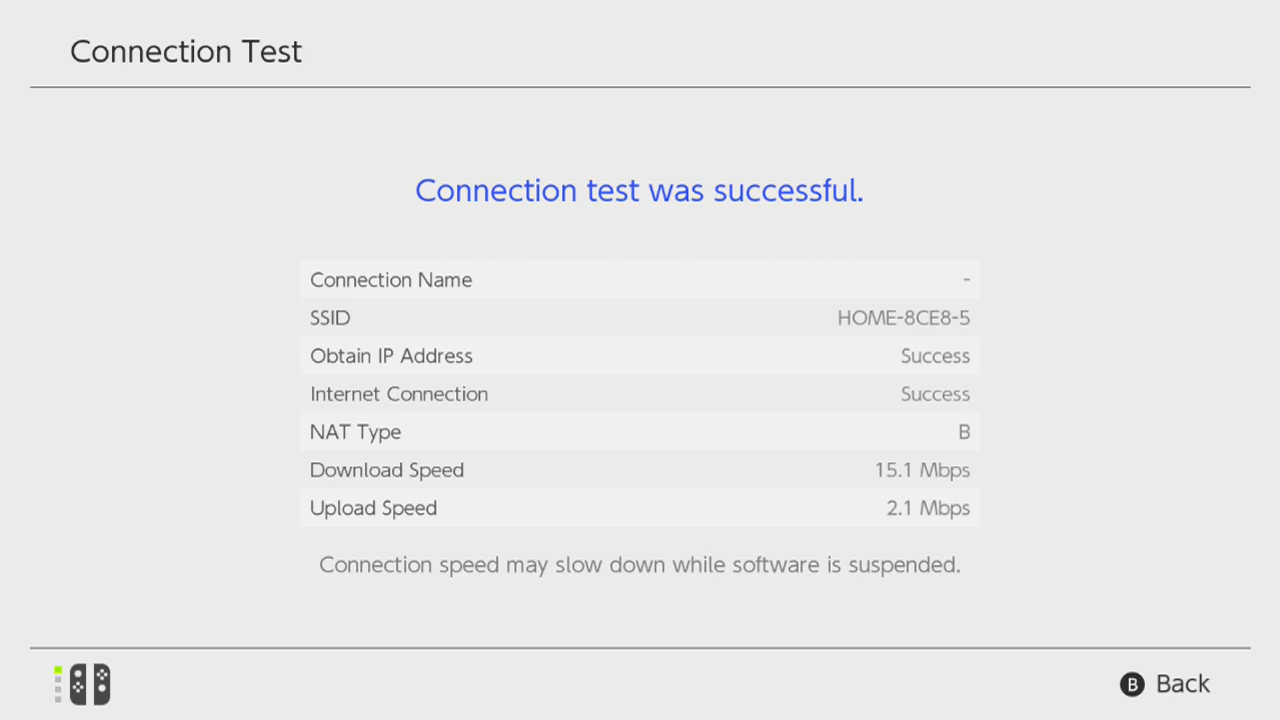 Connection Test
Connection test was successful.
Connection Name -
SSID HOME-8CE8-5
Obtain IP Address Success
Internet Connection Success
NAT Type B
Download Speed 15.1 Mbps
Upload Speed 2.1 Mbps
Connection speed may slow down while software is suspended.
B Back